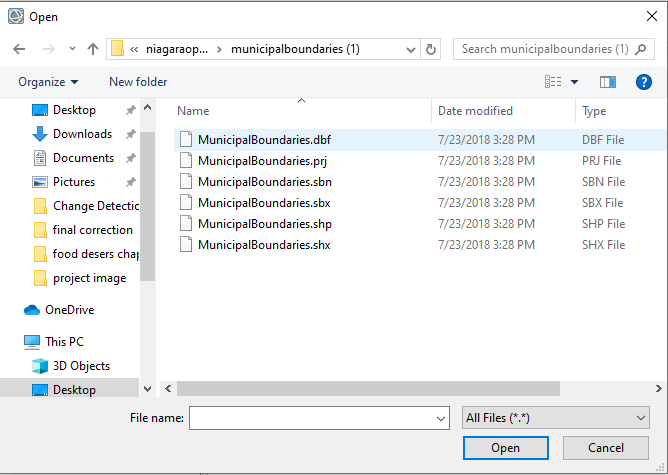 Open
« niagaraop... › municipalboundaries (1)
Search municipalboundaries (1)
Organize
New folder
Name
Date modified
Type
Desktop
Downloads
Documents
Pictures
Change Detectio
final correction
food desers chap
project image
OneDrive
This PC
3D Objects
Desktop
MunicipalBoundaries.dbf 7/23/2018 3:28 PM DBF File
MunicipalBoundaries.prj 7/23/2018 3:28 PM PRJ File
MunicipalBoundaries.sbn 7/23/2018 3:28 PM SBN File
MunicipalBoundaries.sbx 7/23/2018 3:28 PM SBX File
MunicipalBoundaries.shp 7/23/2018 3:28 PM SHP File
MunicipalBoundaries.shx 7/23/2018 3:28 PM SHX File
File name:
All Files (*.*)
Open
Cancel